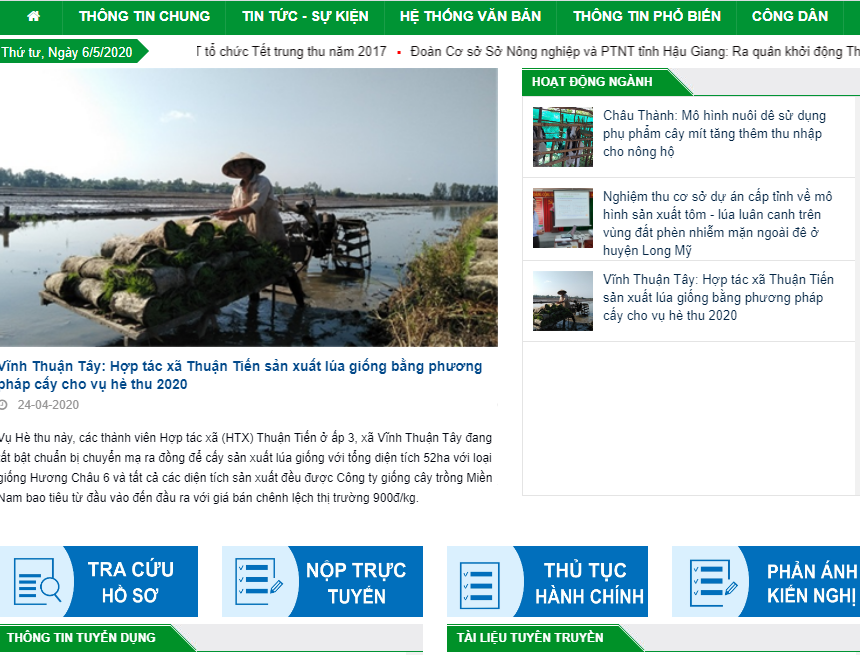 THÔNG TIN CHUNG TIN TỨC - SỰ KIỆN HỆ THỐNG VĂN BẢN THÔNG TIN PHỔ BIẾN CÔNG DÂN
Thứ tư, Ngày 6/5/2020
tổ chức Tết trung thu năm 2017 • Đoàn Cơ sở Sở Nông nghiệp và PTNT tỉnh Hậu Giang: Ra quân khởi động Th
Vĩnh Thuận Tây: Hợp tác xã Thuận Tiến sản xuất lúa giống bằng phương
pháp cấy cho vụ hè thu 2020
24-04-2020
Vụ Hè thu này, các thành viên Hợp tác xã (HTX) Thuận Tiến ở ấp 3, xã Vĩnh Thuận Tây đang
tất bật chuẩn bị chuyển mạ ra đồng để cấy sản xuất lúa giống với tổng diện tích 52ha với loại
giống Hương Châu 6 và tất cả các diện tích sản xuất đều được Công ty giống cây trồng Miền
Nam bao tiêu từ đầu vào đến đầu ra với giá bán chênh lệch thị trường 900đ/kg.
HOẠT ĐỘNG NGÀNH
Châu Thành: Mô hình nuôi dê sử dụng
phụ phẩm cây mít tăng thêm thu nhập
cho nông hộ
Nghiệm thu cơ sở dự án cấp tỉnh về mô
hình sản xuất tôm - lúa luân canh trên
vùng đất phèn nhiễm mặn ngoài đê ở
huyện Long Mỹ
Vĩnh Thuận Tây: Hợp tác xã Thuận Tiến
sản xuất lúa giống bằng phương pháp
cấy cho vụ hè thu 2020
TRA CỨU
HỒ SƠ
NỘP TRỰC
TUYẾN
THỦ TỤC
HÀNH CHÍNH
PHẢN ÁNH
KIẾN NGHỊ
THÔNG TIN TUYỂN DỤNG
TÀI LIỆU TUYÊN TRUYỀN